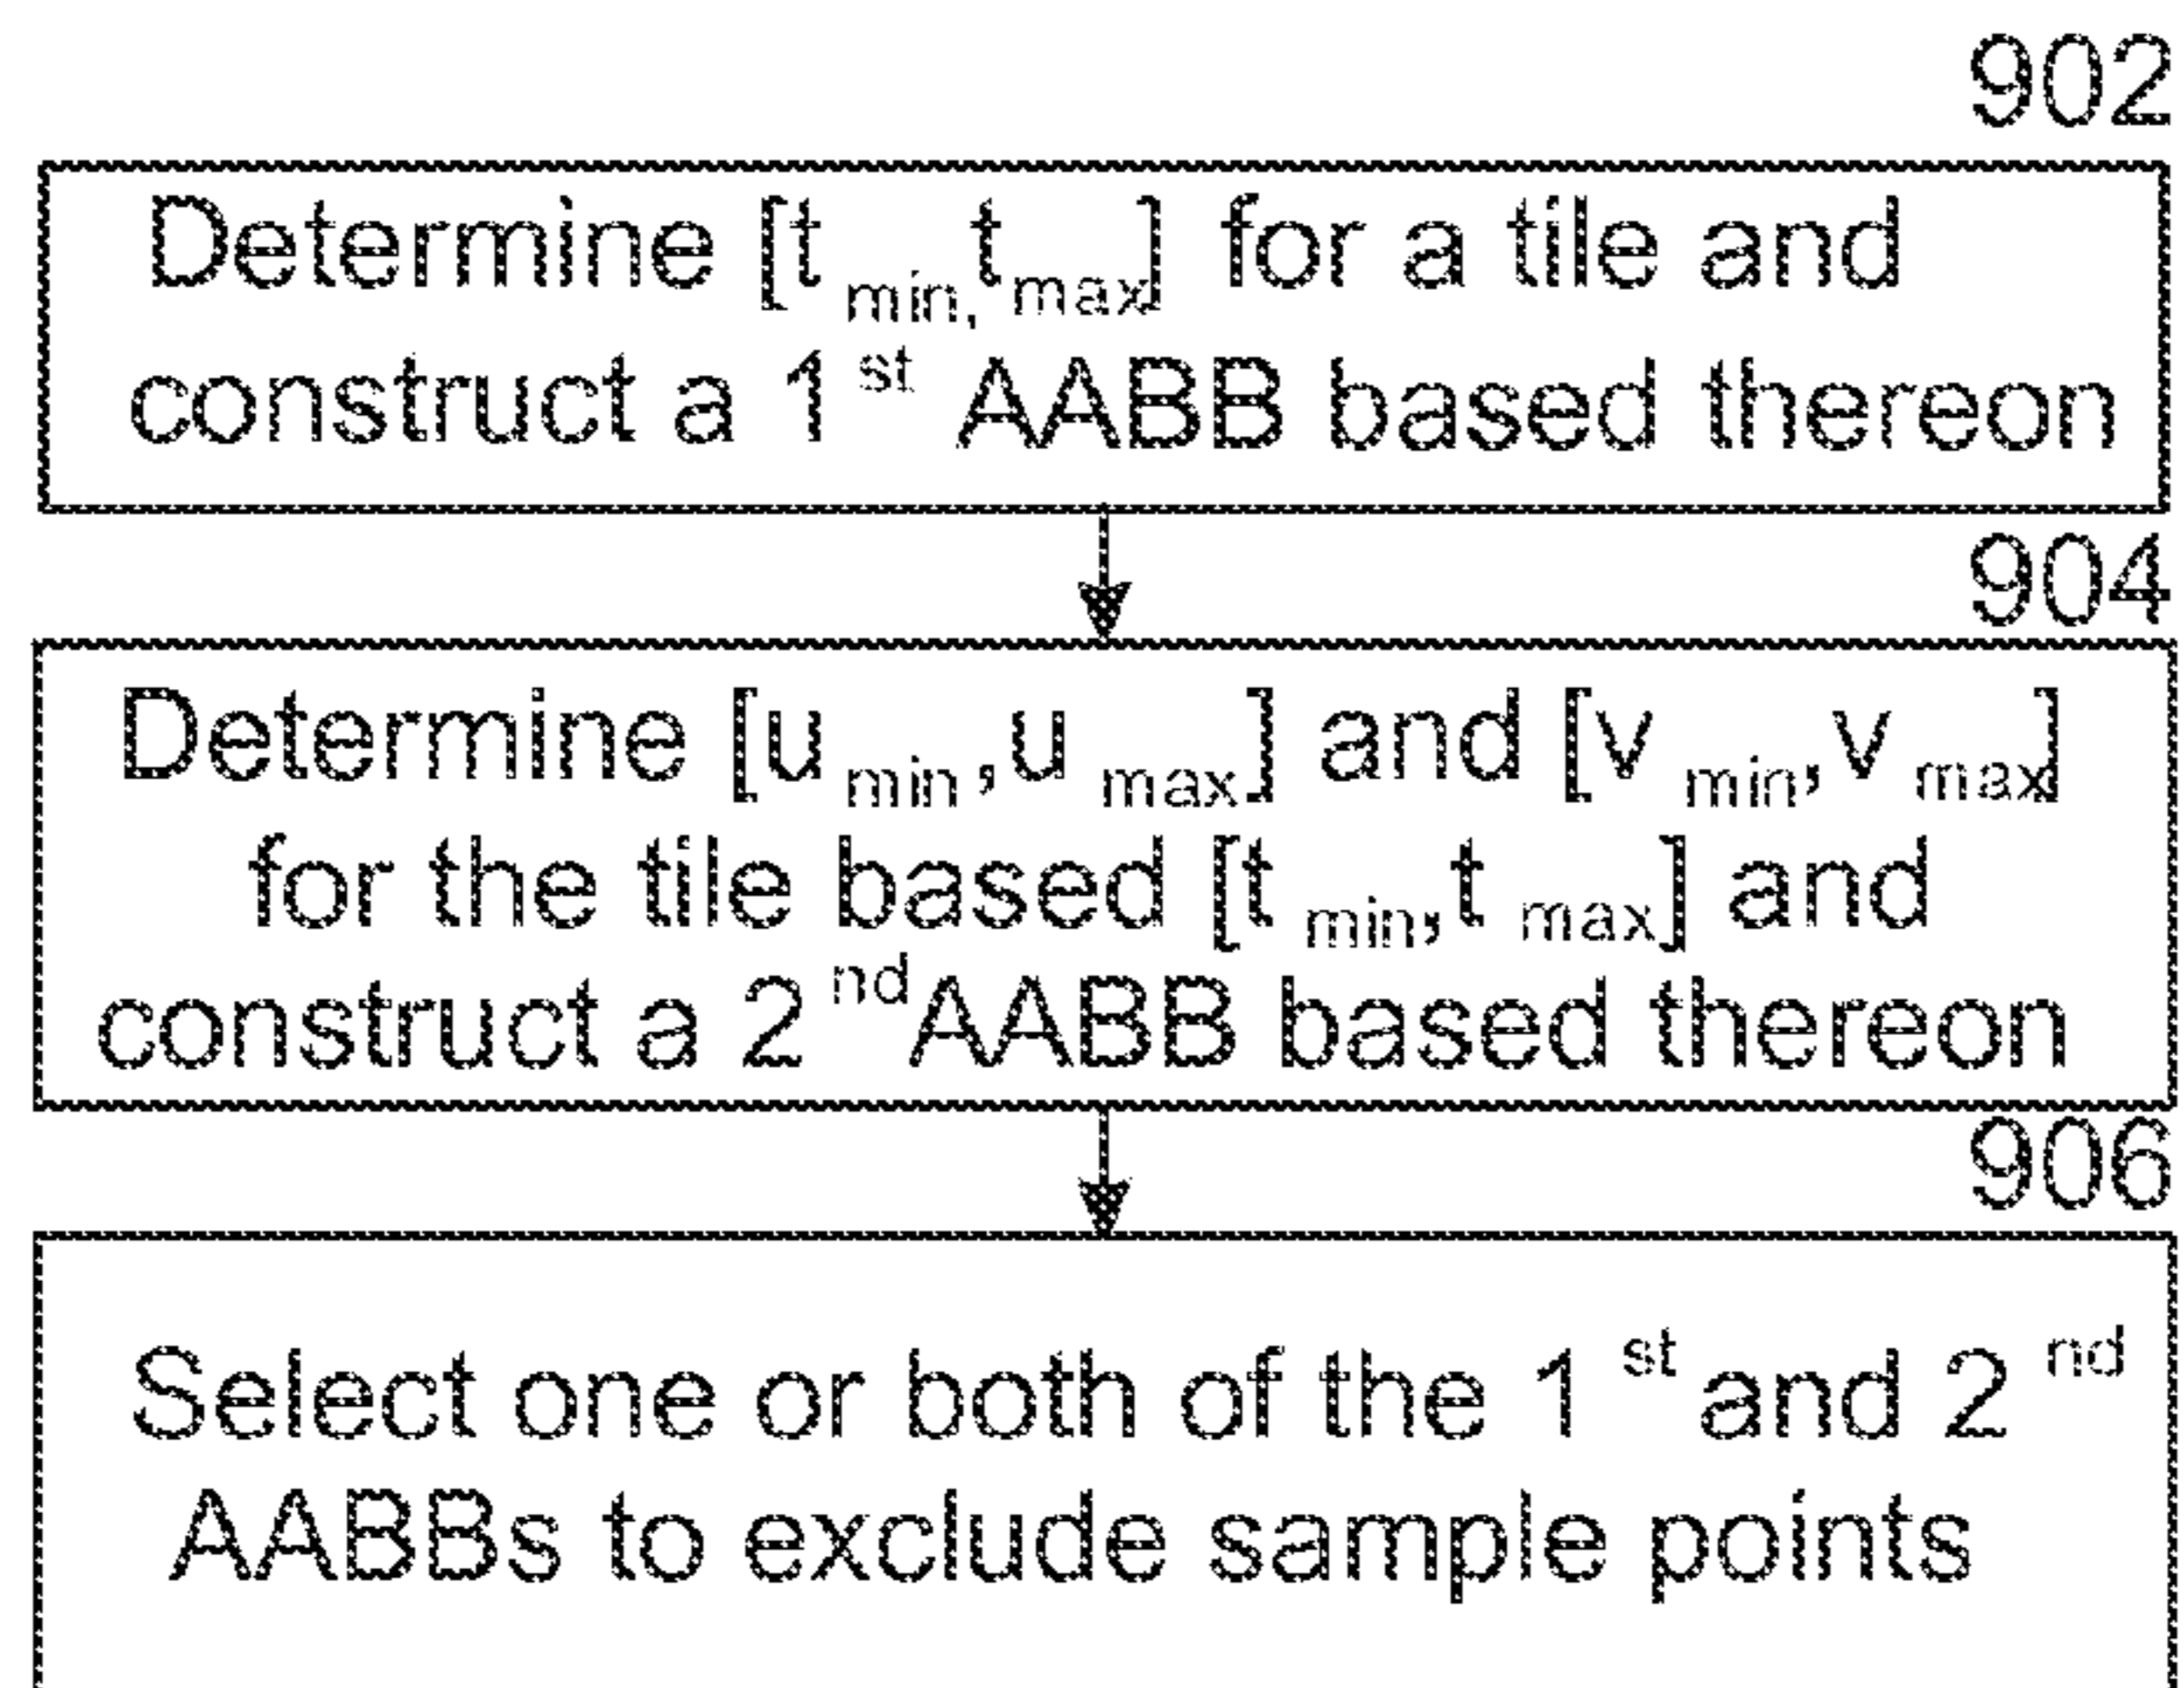 902
Determine [t min, t max] for a tile and
construct a 1 st AABB based thereon
904
Determine [u min, u max] and [v min, v max]
for the tile based [t min, t max] and
construct a 2 nd AABB based thereon
906
Select one or both of the 1 st and 2 nd
AABBs to exclude sample points